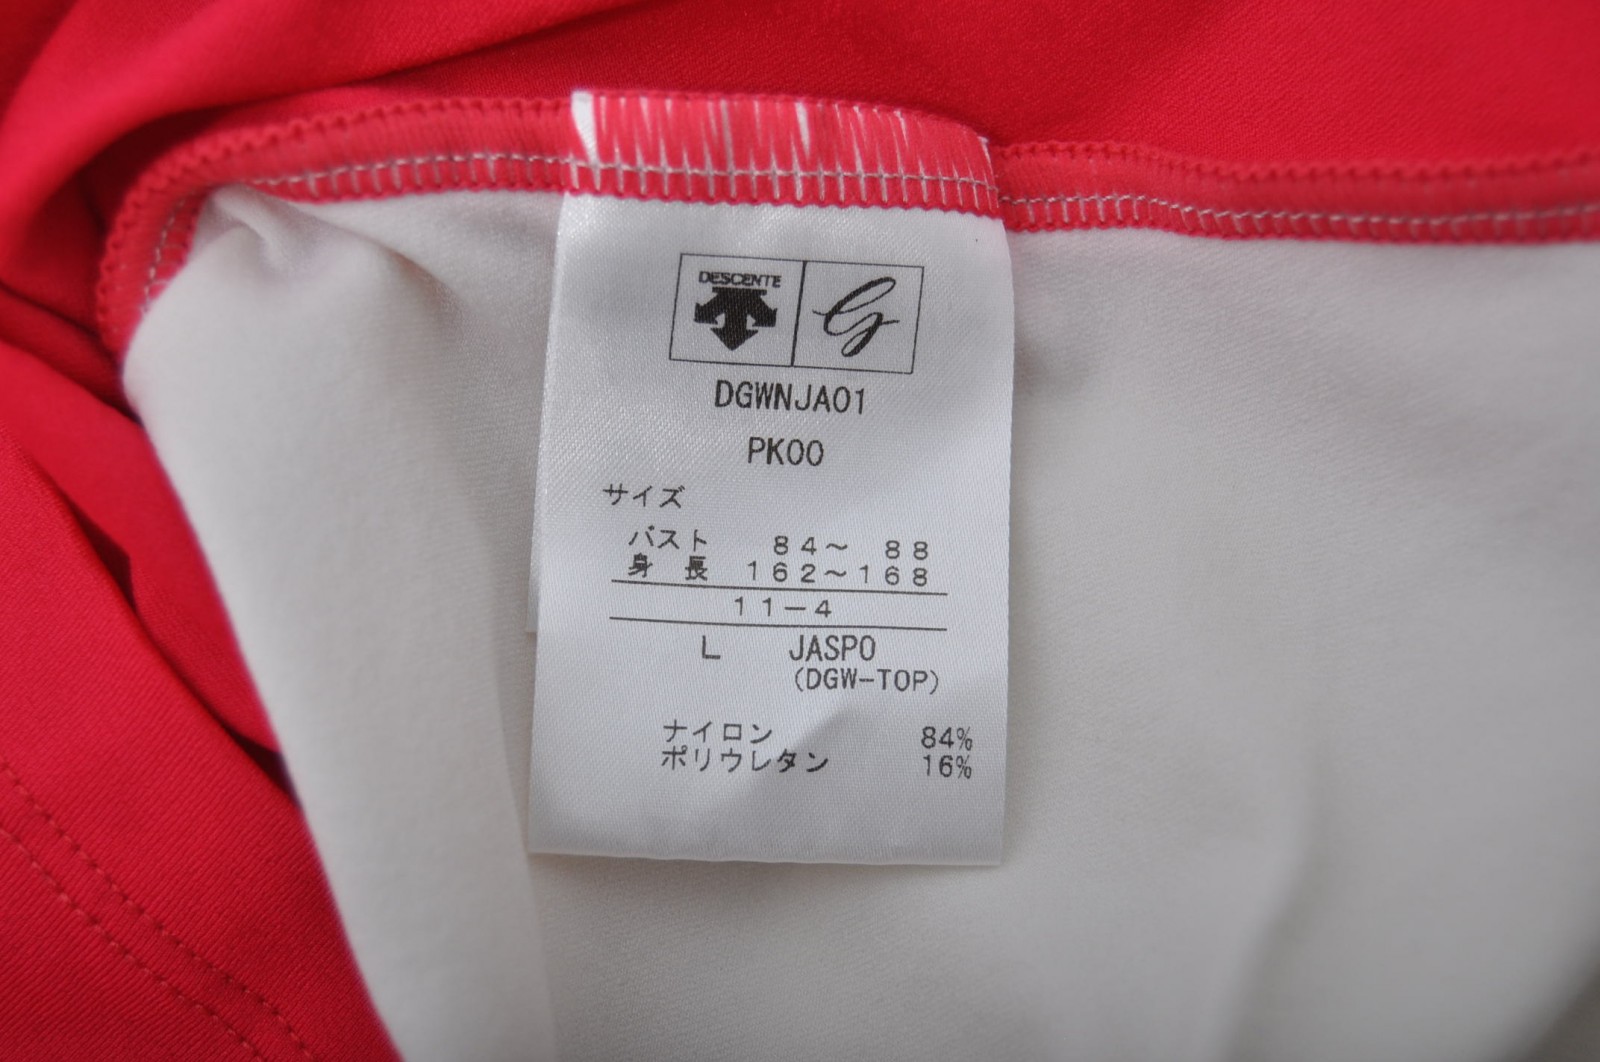 DESCENTE
G
DGWNJA01
PK00
サイズ
バスト 84～ 88
身 長 162～168
11－4
L JASPO
(DGW-TOP)
ナイロン 84%
ポリウレタン 16%